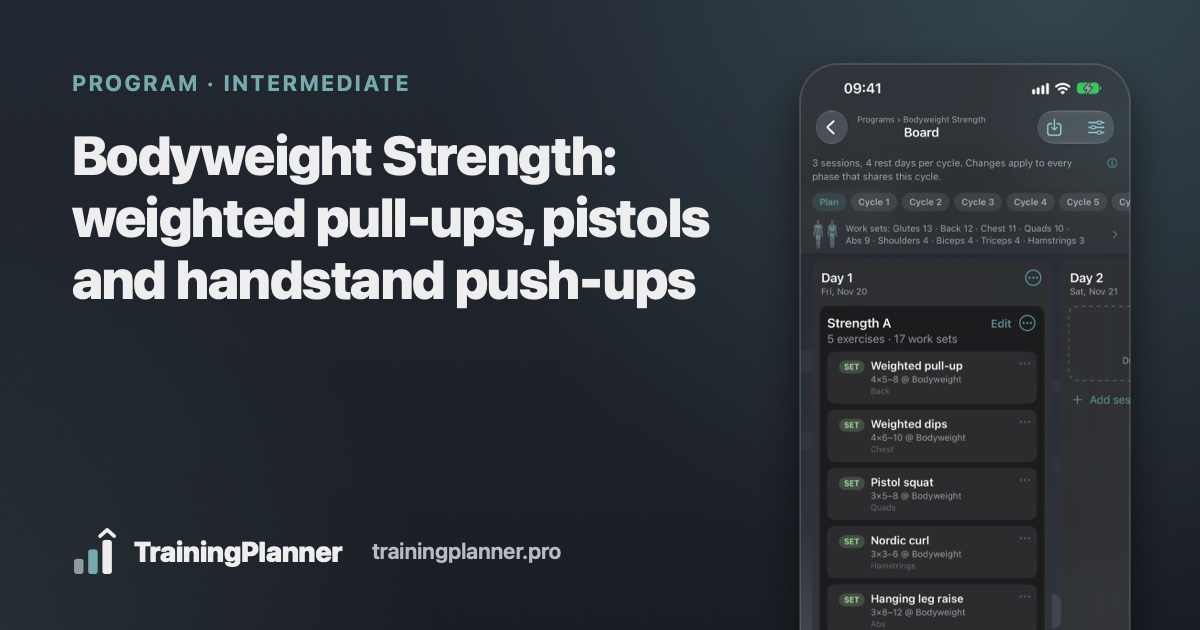 PROGRAM · INTERMEDIATE
Bodyweight Strength:
weighted pull-ups, pistols
and handstand push-ups
TrainingPlanner
trainingplanner.pro
09:41
Programs › Bodyweight Strength
Board
3 sessions, 4 rest days per cycle. Changes apply to every
phase that shares this cycle.
Plan
Cycle 1
Cycle 2
Cycle 3
Cycle 4
Cycle 5
Cy
Work sets: Glutes 13 · Back 12 · Chest 11 · Quads 10 ·
Abs 9 · Shoulders 4 · Biceps 4 · Triceps 4 · Hamstrings 3
Day 1
Fri, Nov 20
Strength A
Edit
5 exercises · 17 work sets
SET Weighted pull-up
4×5–8 @ Bodyweight
Back
SET Weighted dips
4×6–10 @ Bodyweight
Chest
SET Pistol squat
3×5–8 @ Bodyweight
Quads
SET Nordic curl
3×3–6 @ Bodyweight
Hamstrings
SET Hanging leg raise
3×8–12 @ Bodyweight
Abs
Day 2
Sat, Nov 21
+ Add ses